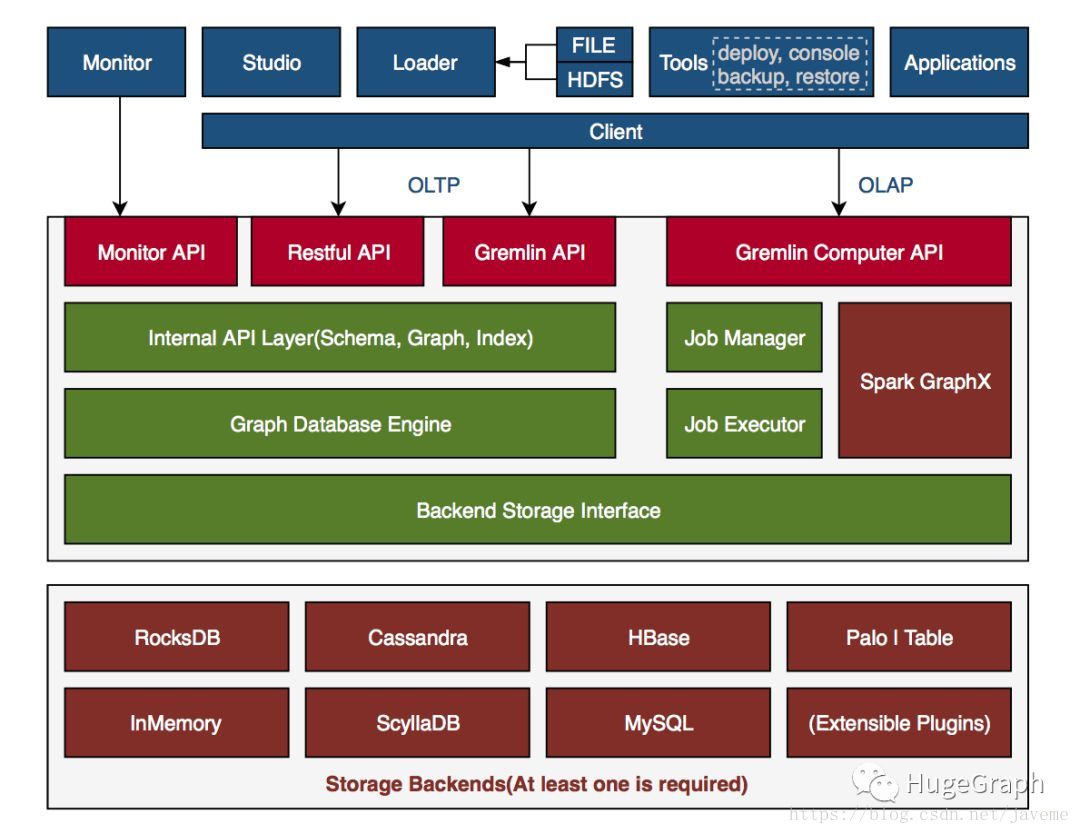 Monitor
Studio
Loader
FILE
HDFS
Tools
deploy, console
backup, restore
Applications
Client
OLTP
OLAP
Monitor API
Restful API
Gremlin API
Gremlin Computer API
Internal API Layer(Schema, Graph, Index)
Job Manager
Spark GraphX
Graph Database Engine
Job Executor
Backend Storage Interface
RocksDB
Cassandra
HBase
Palo | Table
InMemory
ScyllaDB
MySQL
(Extensible Plugins)
Storage Backends(At least one is required)
HugeGraph
https://blog.csdn.net/javeme